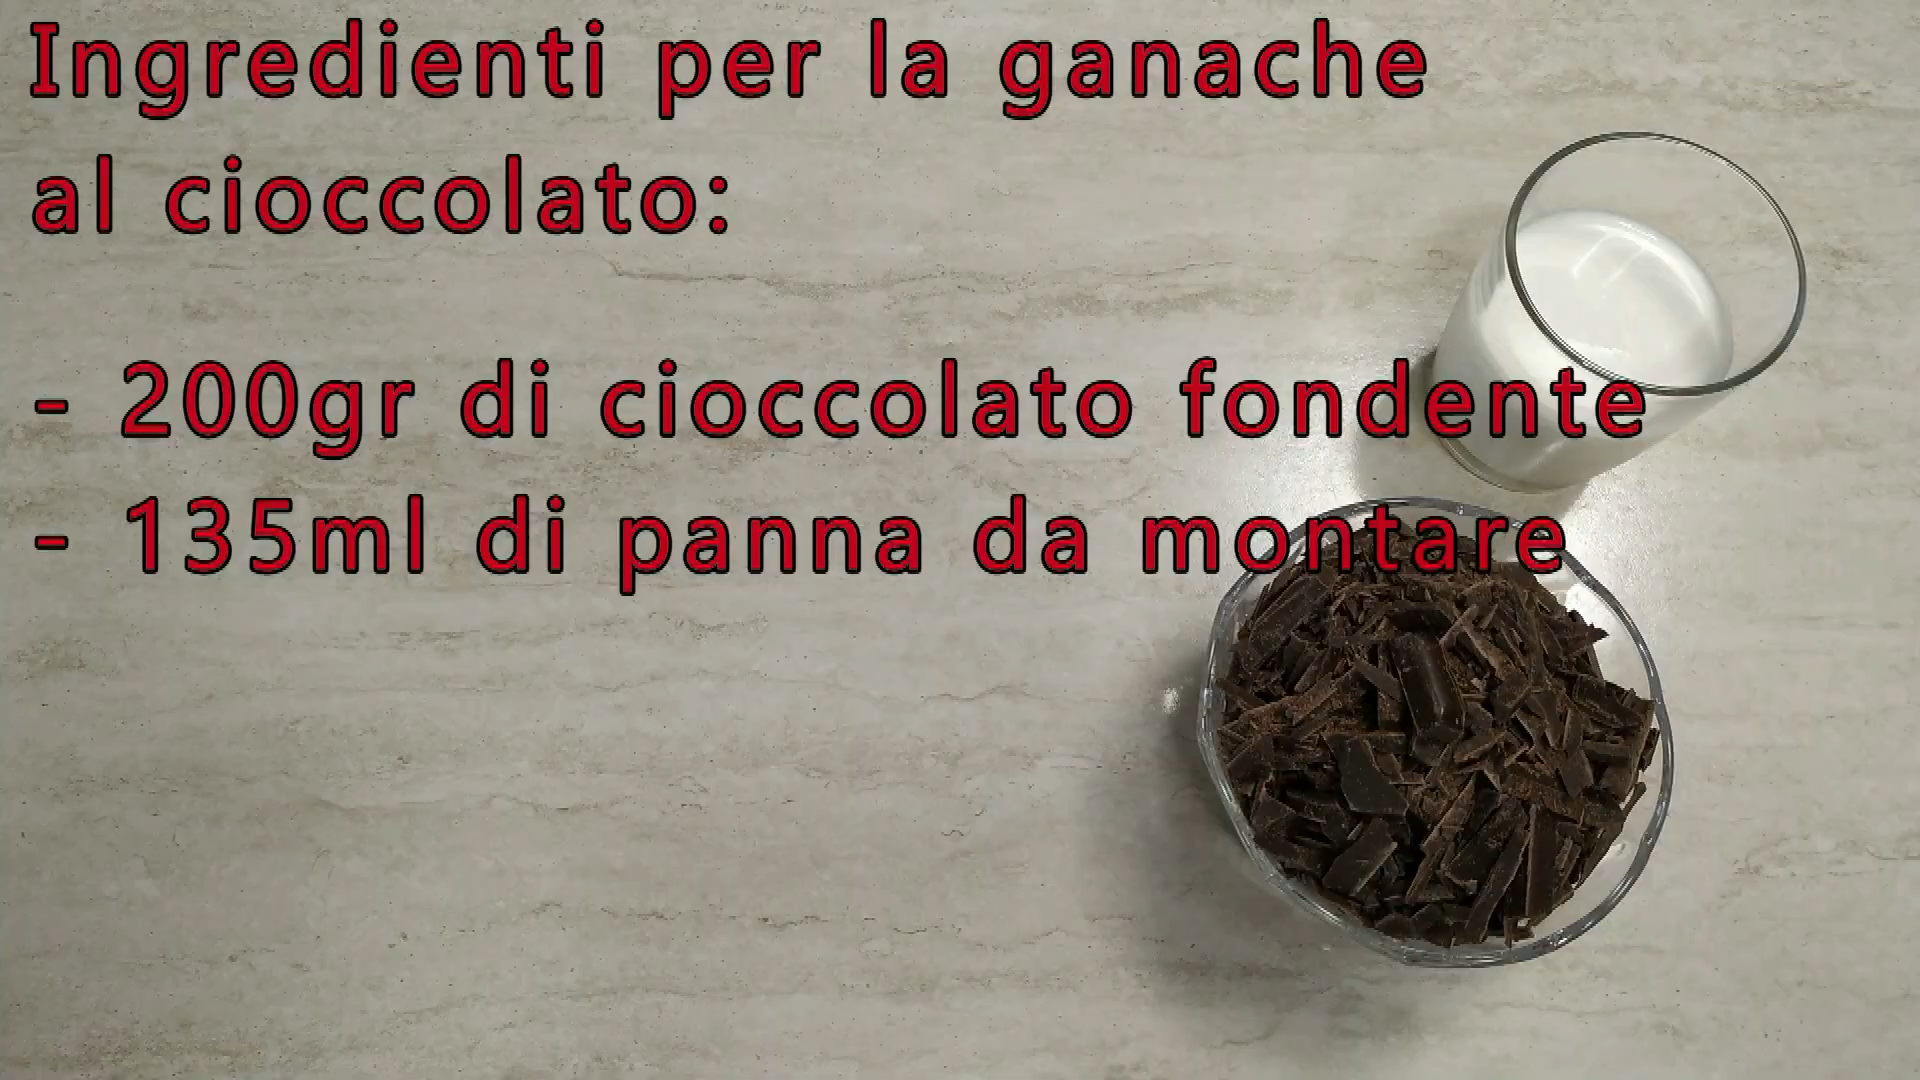 Ingredienti per la ganache
al cioccolato:
- 200gr di cioccolato fondente
- 135ml di panna da montare